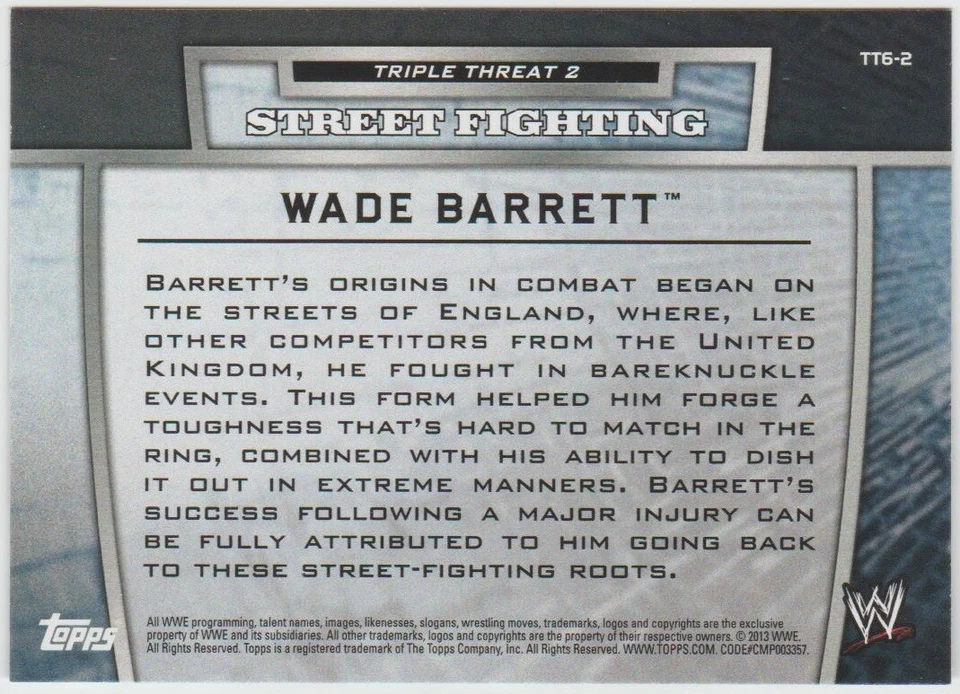 TT6-2
TRIPLE THREAT 2
STREET FIGHTING
WADE BARRETT™
BARRETT'S ORIGINS IN COMBAT BEGAN ON
THE STREETS OF ENGLAND, WHERE, LIKE
OTHER COMPETITORS FROM THE UNITED
KINGDOM, HE FOUGHT IN BAREKNUCKLE
EVENTS. THIS FORM HELPED HIM FORGE A
TOUGHNESS THAT'S HARD TO MATCH IN THE
RING, COMBINED WITH HIS ABILITY TO DISH
IT OUT IN EXTREME MANNERS. BARRETT'S
SUCCESS FOLLOWING A MAJOR INJURY CAN
BE FULLY ATTRIBUTED TO HIM GOING BACK
TO THESE STREET-FIGHTING ROOTS.
topps
All WWE programming, talent names, images, likenesses, slogans, wrestling moves, trademarks, logos and copyrights are the exclusive
property of WWE and its subsidiaries. All other trademarks, logos and copyrights are the property of their respective owners. © 2013 WWE.
All Rights Reserved. Topps is a registered trademark of The Topps Company, Inc. All Rights Reserved. WWW.TOPPS.COM. CODE#CMP003357.
W